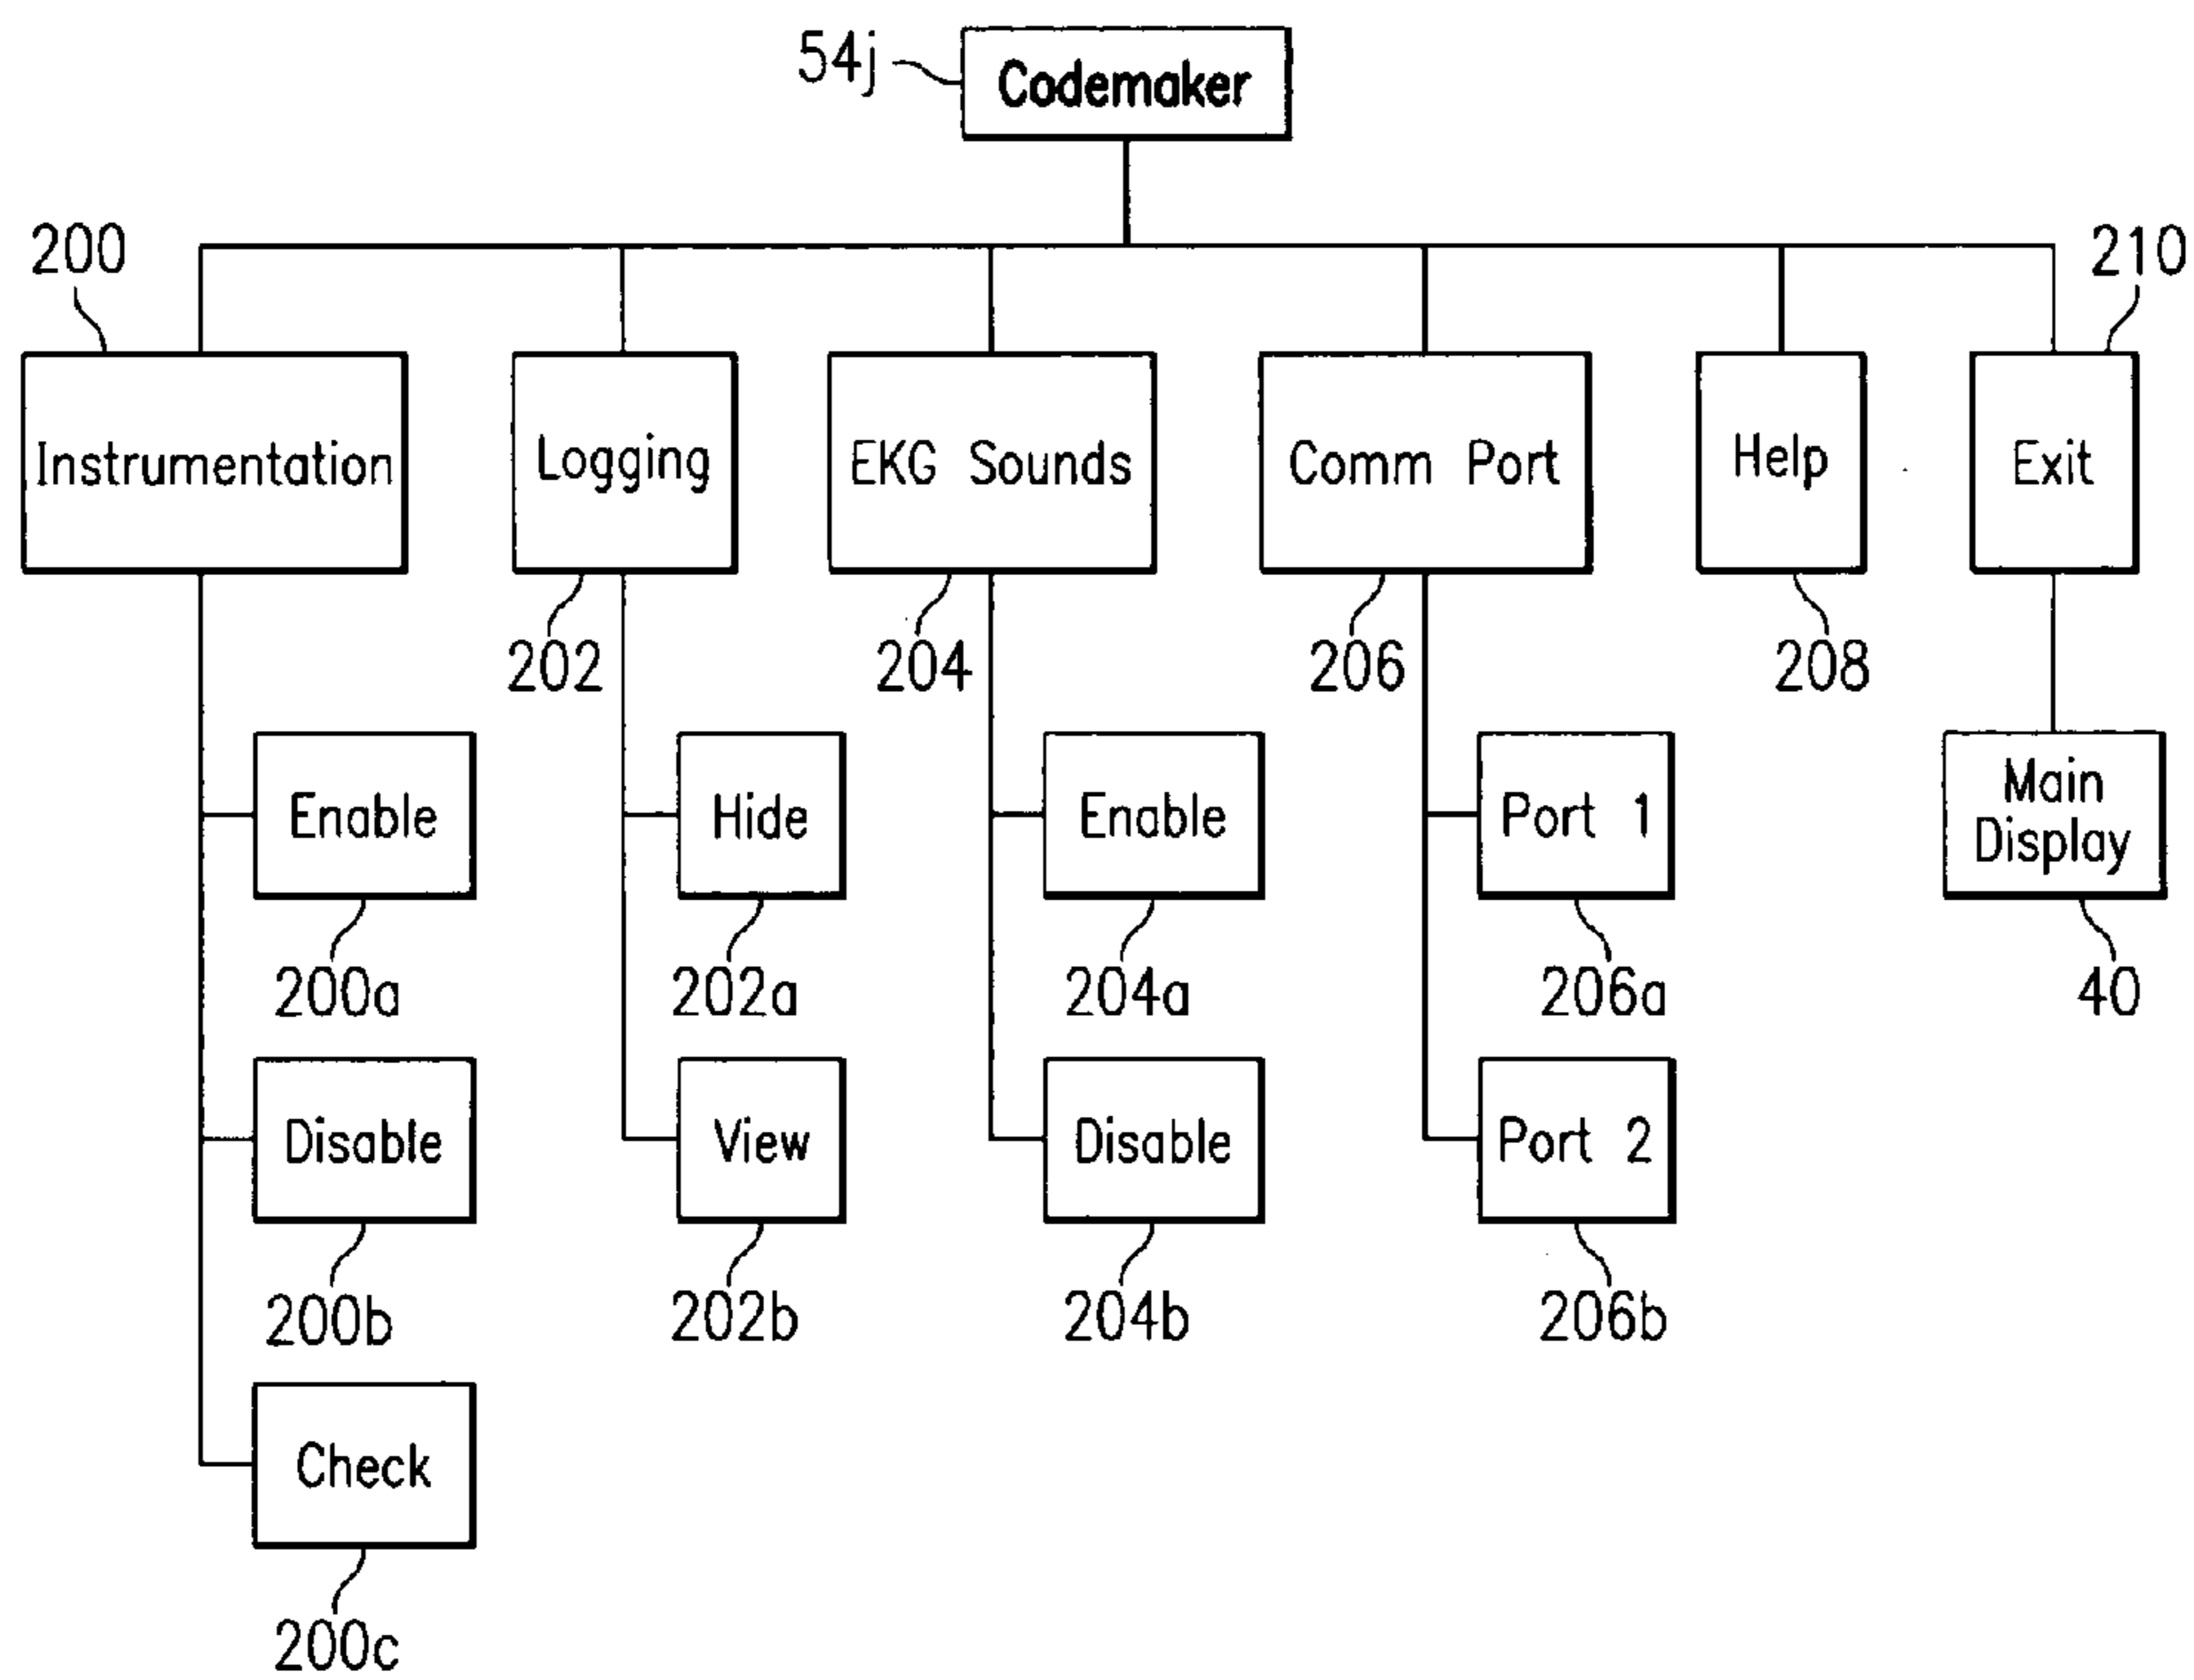 54j
Codemaker
200
210
Instrumentation
Logging
EKG Sounds
Comm Port
Help
Exit
202
204
206
208
Enable
Hide
Enable
Port 1
Main
Display
200a
202a
204a
206a
40
Disable
View
Disable
Port 2
200b
202b
204b
206b
Check
200c